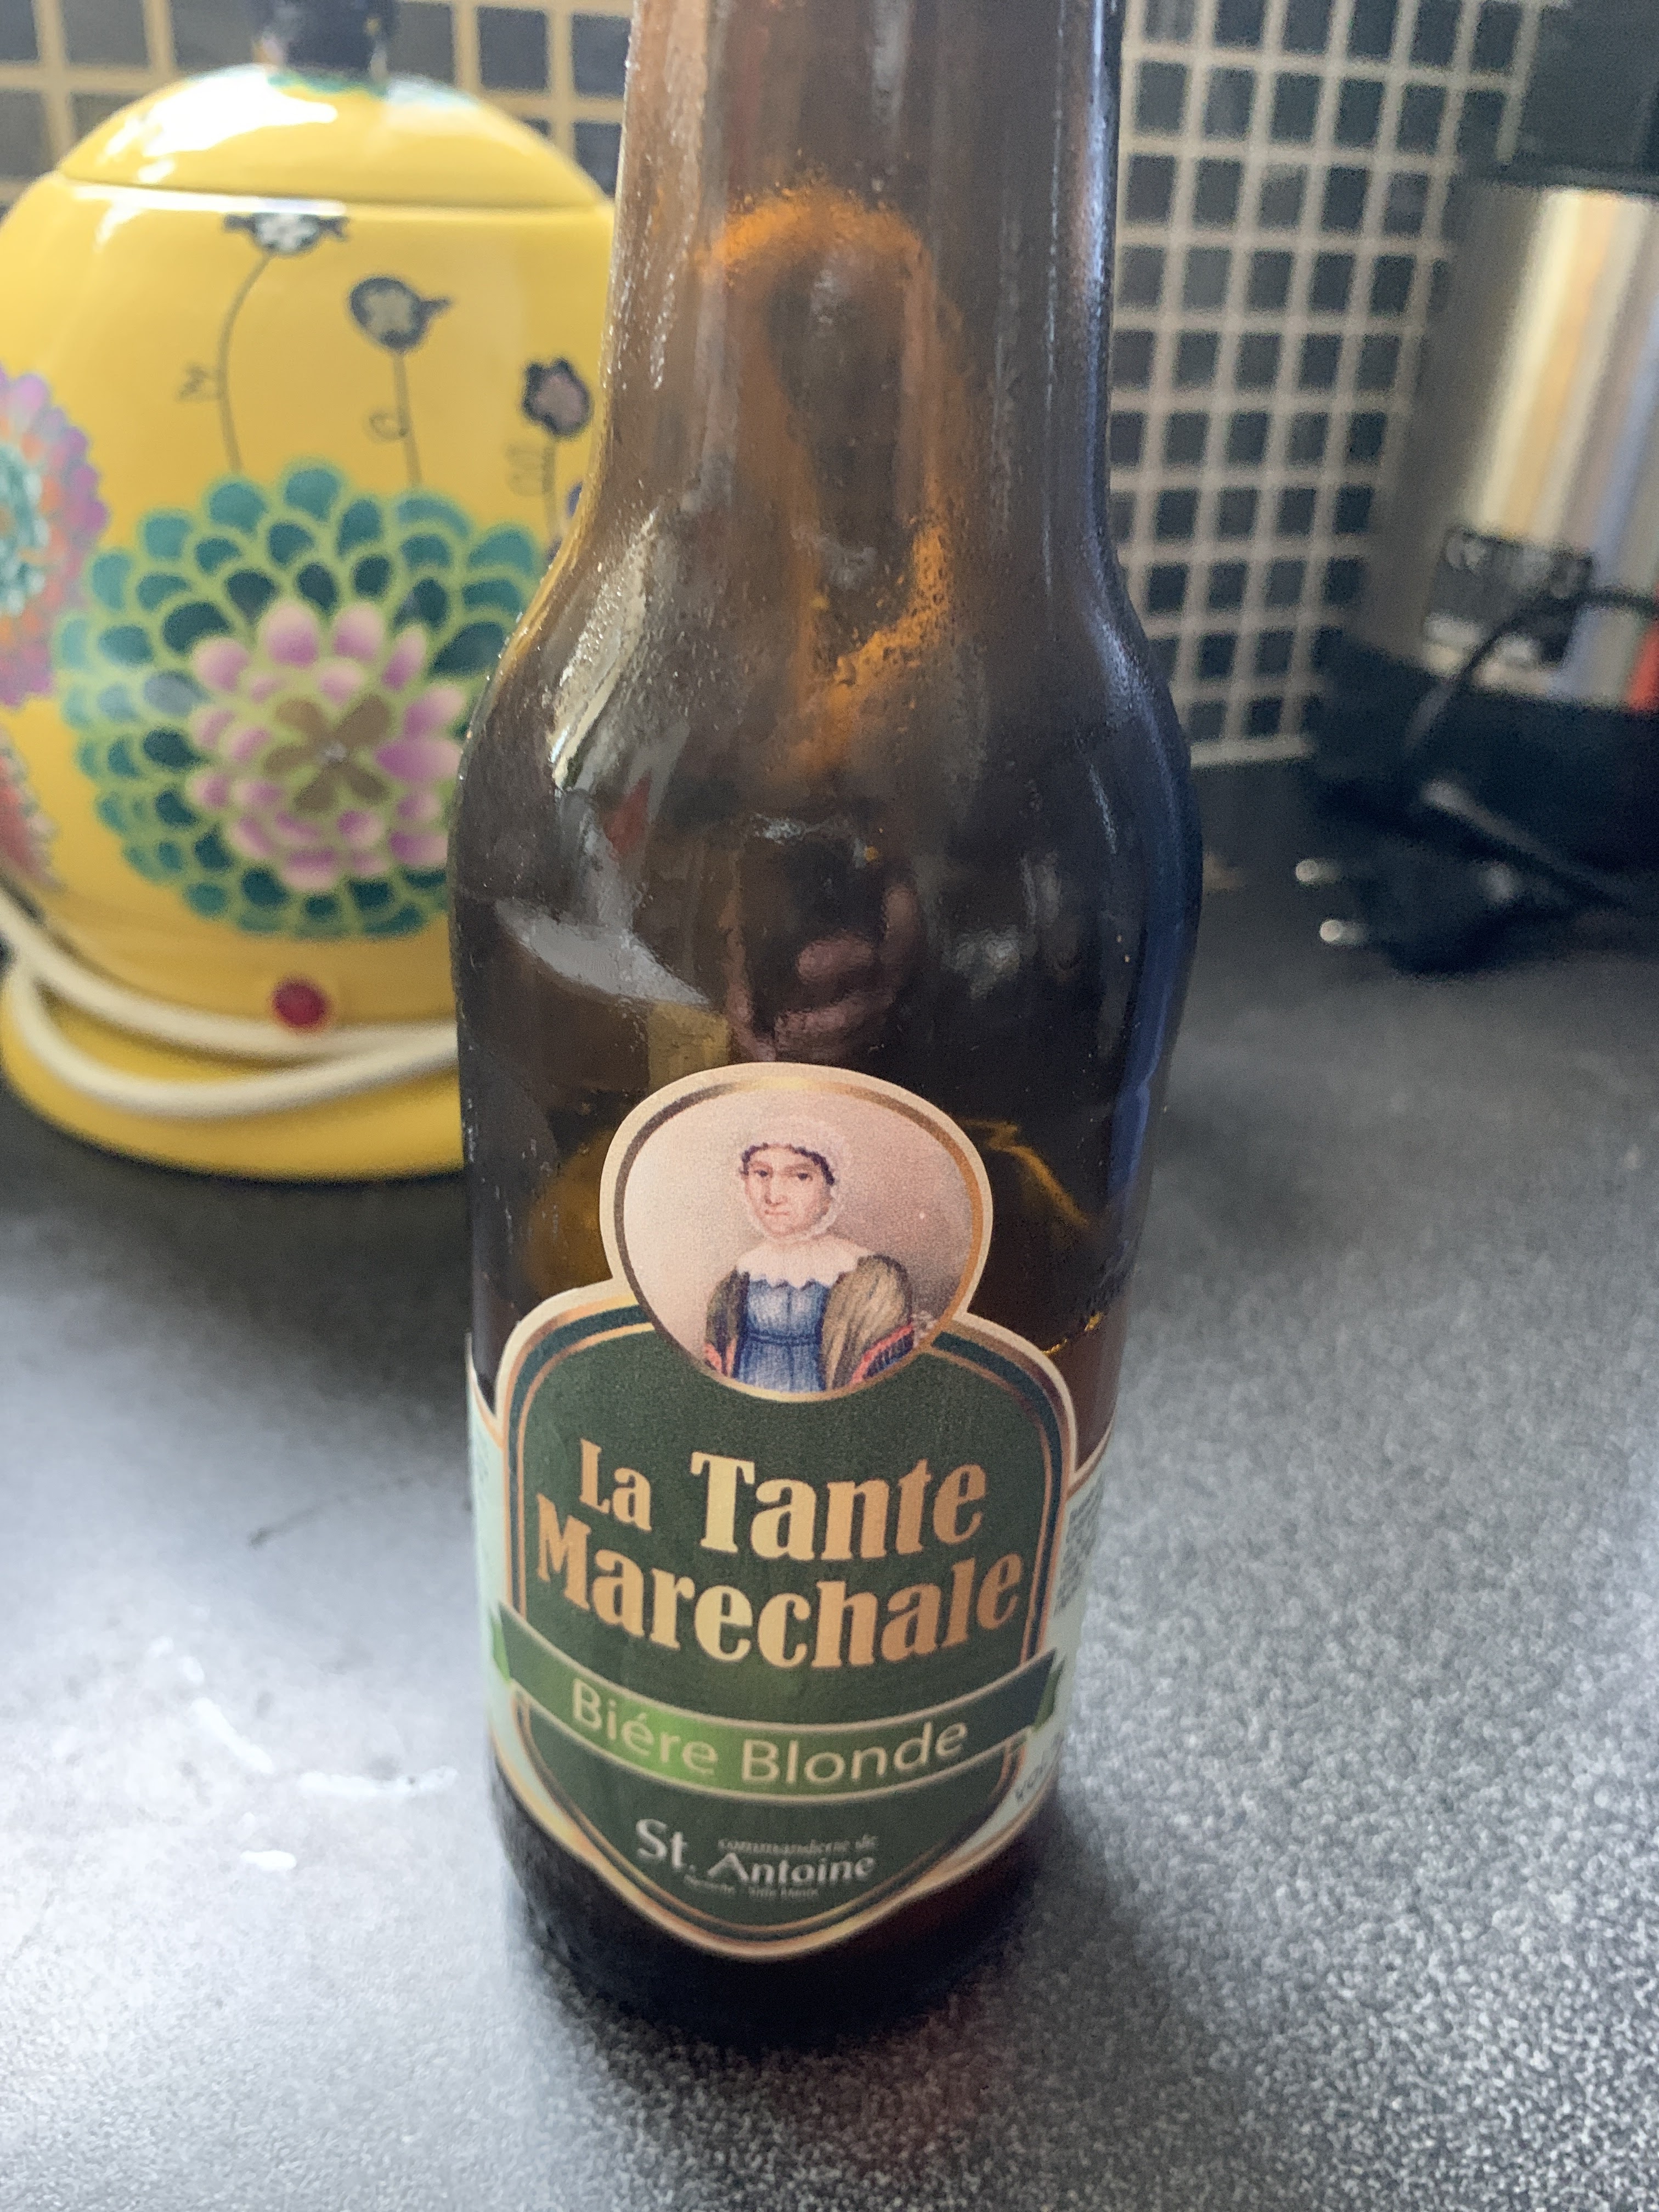 La Tante
Marechale
Biére Blonde
commanderie de
St. Antoine